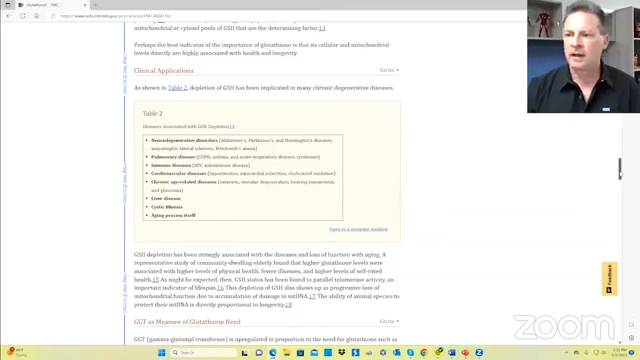 Glutathione! - PMC
mitochondrial or cytosol pools of GSH that are the determining factor.13
Perhaps the best indicator of the importance of glutathione is that its cellular and mitochondrial
levels directly are highly associated with health and longevity.
Clinical Applications
Go to:
As shown in Table 2, depletion of GSH has been implicated in many chronic degenerative diseases.
Table 2
Diseases Associated with GSH Depletion14
• Neurodegenerative disorders (Alzheimer's, Parkinson's, and Huntington's diseases,
amyotrophic lateral sclerosis, Friedreich's ataxia)
• Pulmonary disease (COPD, asthma, and acute respiratory distress syndrome)
• Immune diseases (HIV, autoimmune disease)
• Cardiovascular diseases (hypertension, myocardial infarction, cholesterol oxidation)
• Chronic age-related diseases (cataracts, macular degeneration, hearing impairment,
and glaucoma)
• Liver disease
• Cystic fibrosis
• Aging process itself
Open in a separate window
GSH depletion has been strongly associated with the diseases and loss of function with aging. A
representative study of community-dwelling elderly found that higher glutathione levels were
associated with higher levels of physical health, fewer diseases, and higher levels of self-rated
health.15 As might be expected, then, GSH status has been found to parallel telomerase activity, an
important indicator of lifespan.16 This depletion of GSH also shows up as progressive loss of
mitochondrial function due to accumulation of damage to mtDNA.17 The ability of animal species to
protect their mtDNA is directly proportional to longevity.18
Feedback
GGT as Measure of Glutathione Need
Go to:
GGT (gamma-glutamyl transferase) is upregulated in proportion to the need for glutathione such as
zoom
Search